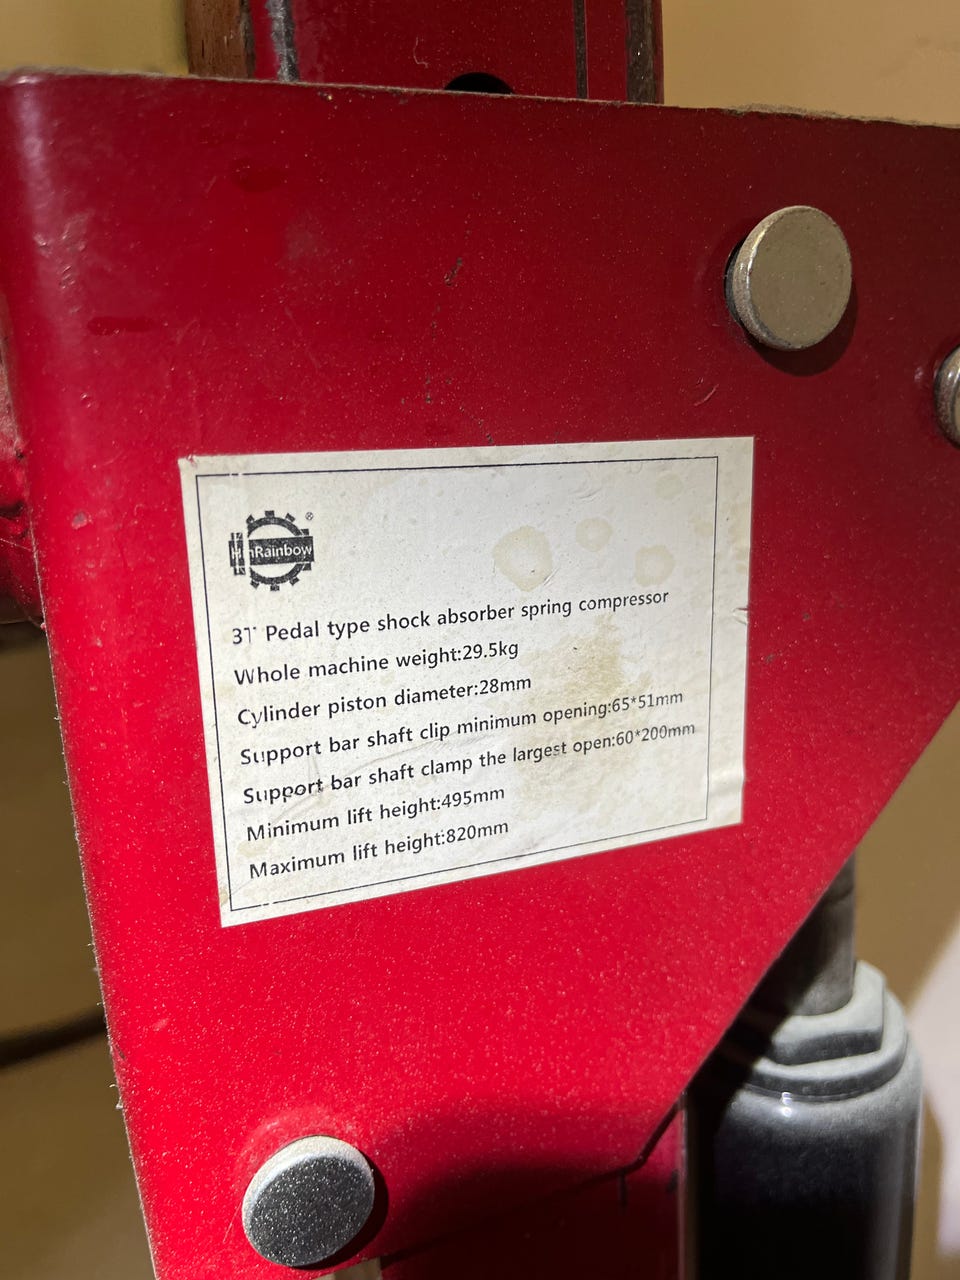 ®
HnRainbow
3T Pedal type shock absorber spring compressor
Whole machine weight:29.5kg
Cylinder piston diameter:28mm
Support bar shaft clip minimum opening:65*51mm
Support bar shaft clamp the largest open:60*200mm
Minimum lift height:495mm
Maximum lift height:820mm